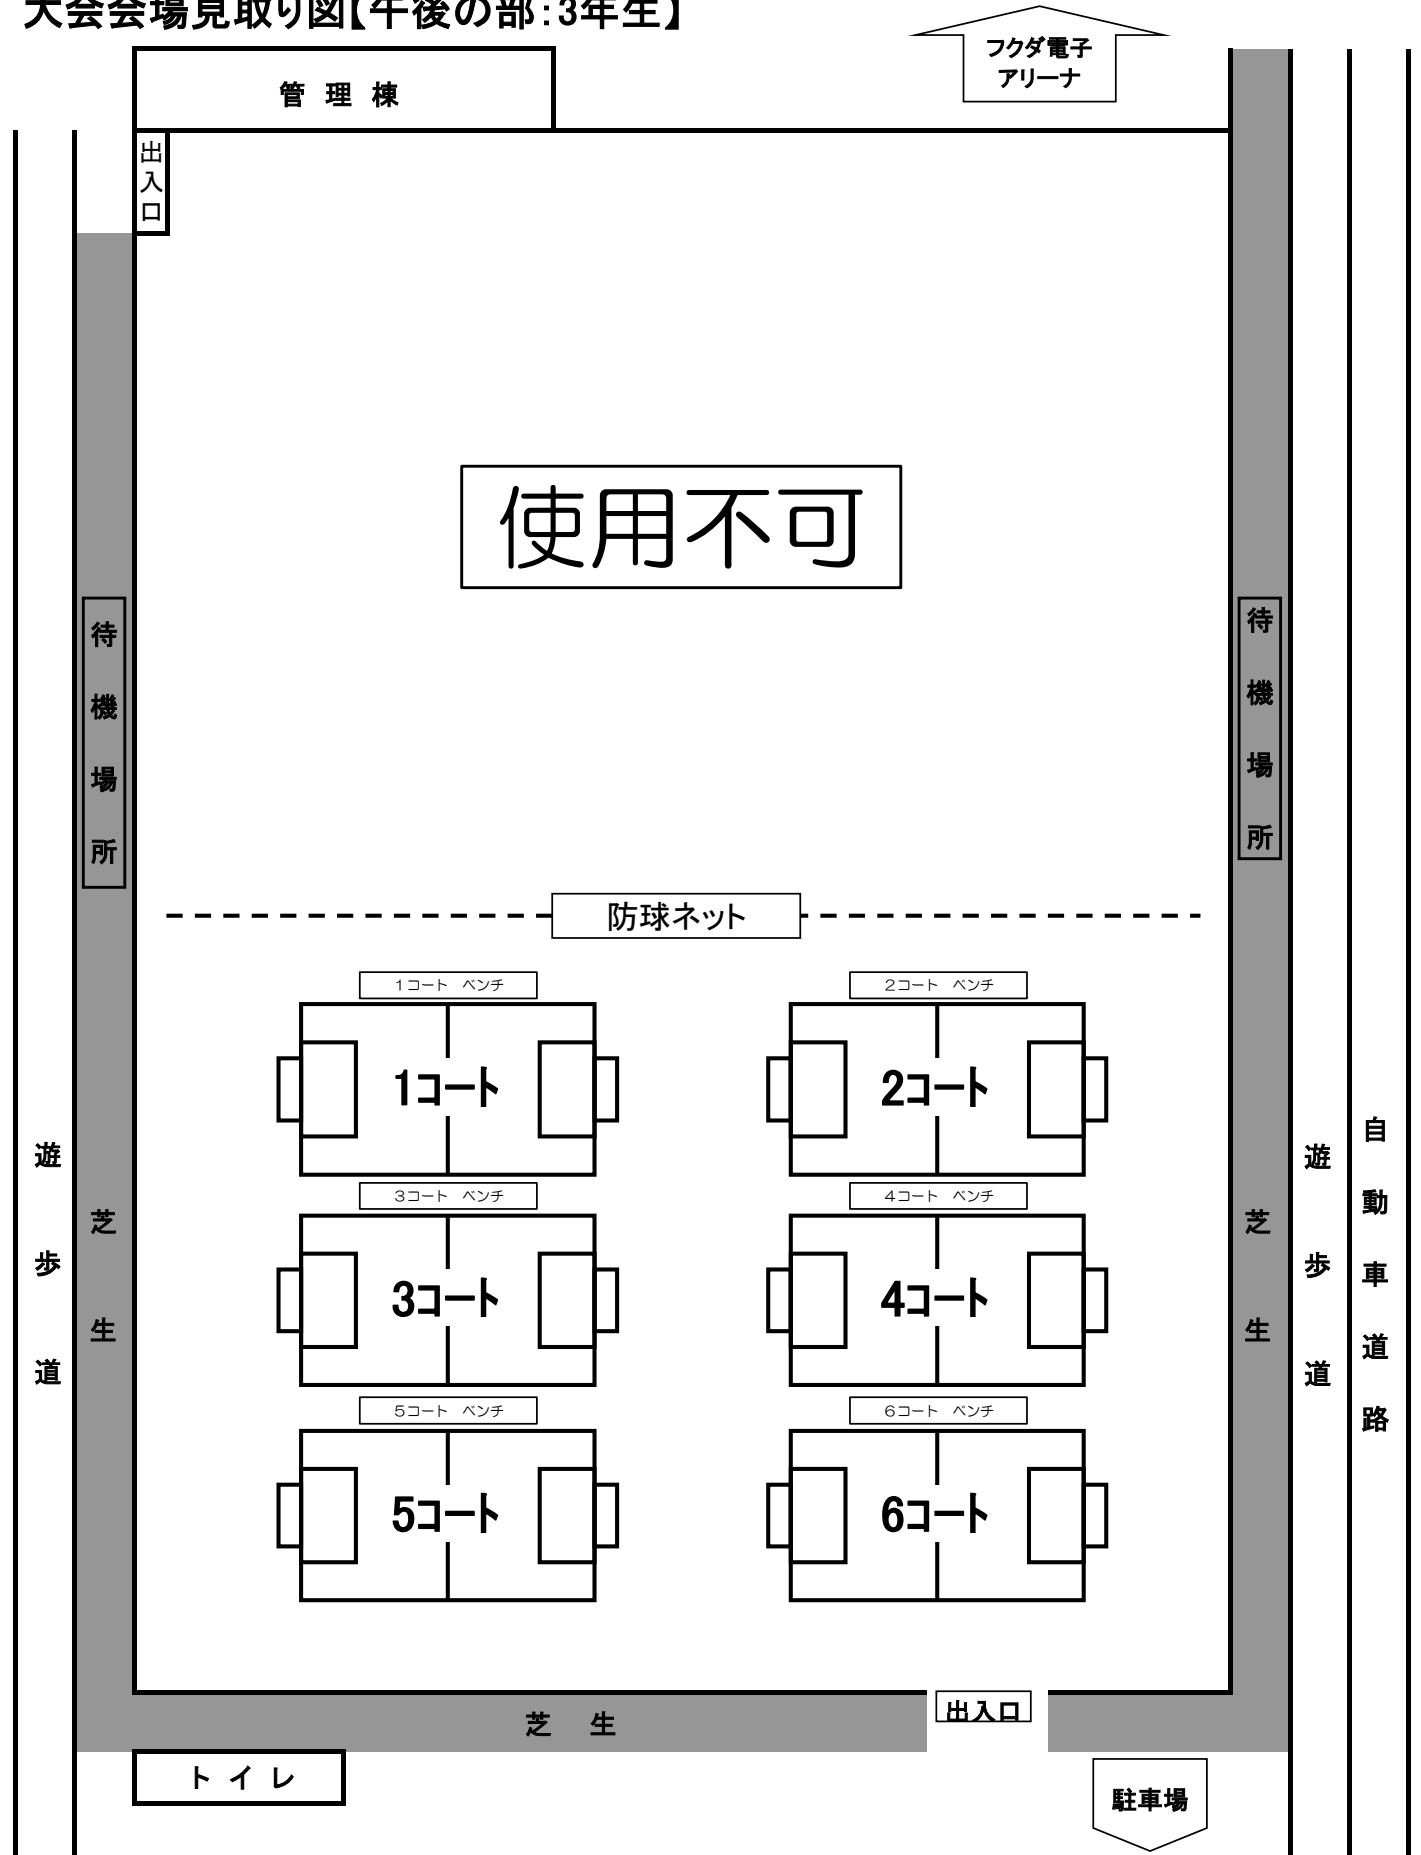 大会会場見取り図【午後の部：3年生】
フクダ電子
アリーナ
管理棟
出入口
使用不可
待機場所
待機場所
防球ネット
1コート ベンチ
2コート ベンチ
1コート
2コート
3コート ベンチ
4コート ベンチ
3コート
4コート
5コート ベンチ
6コート ベンチ
5コート
6コート
遊歩道
芝生
芝生
遊歩道
自動車道路
芝生
出入口
トイレ
駐車場